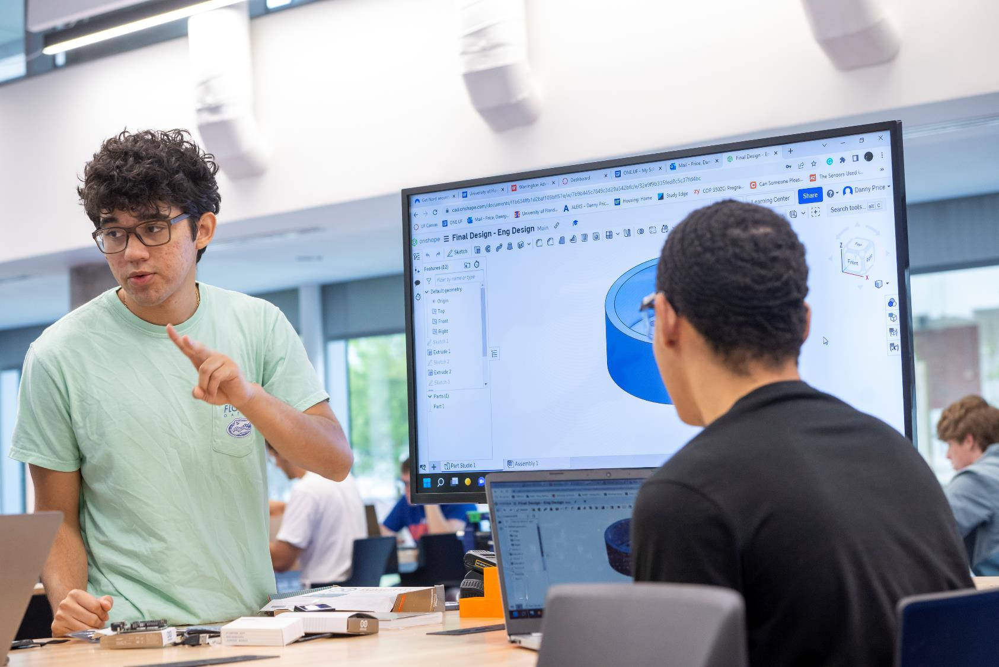 Get Nord securit
University of Flo
Warrington Advi
Dashboard
ONE.UF - My Sc
Mail - Price, Dani
Final Design - En
cad.onshape.com/documents/f1b634ffb1d2baf105bff57e/w/7b9b445c7849c3d29a542bfc/e/32e9f9b335fed8c5c37fd4bc
UF Canvas
ONE.UF
Mail - Price, Danny...
University of Florid...
ALEKS - Danny Pric...
Housing: Home
Study Edge
zy COP 3502C: Progra...
Can Someone Pleas...
The Sensors Used i...
onshape
Final Design - Eng Design Main
Learning Center
Share
Danny Price
Sketch
Search tools... alt C
Features (12)
Filter by name or type
Default geometry
Origin
Top
Front
Right
Sketch 1
Extrude 1
Sketch 2
Extrude 2
Sketch 3
Parts (1)
Part 1
Z
Top
Front
Right
X
Part Studio 1
Assembly 1
FLO
GAT
Final Design - Eng Design